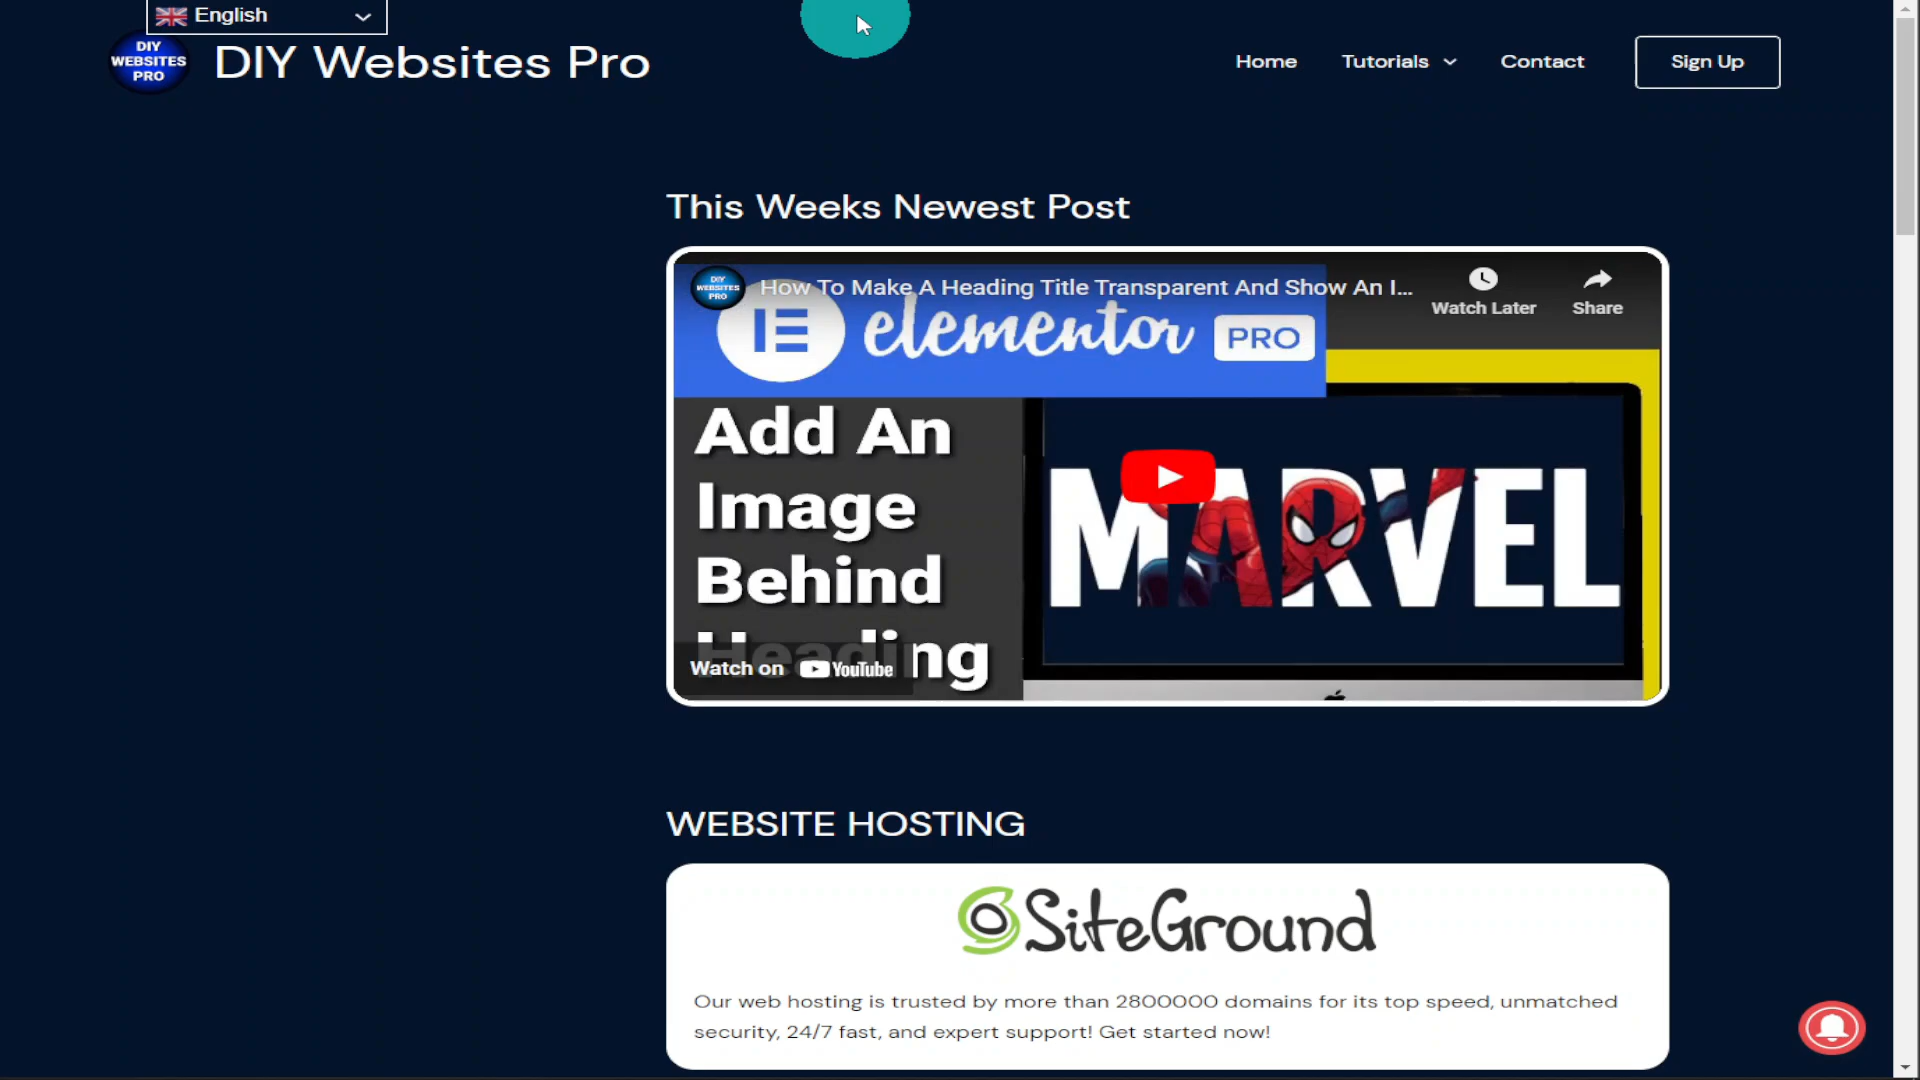 English
DIY
WEBSITES
PRO
DIY Websites Pro
Home
Tutorials
Contact
Sign Up
This Weeks Newest Post
DIY
WEBSITES
PRO
How To Make A Heading Title Transparent And Show An I...
Watch Later
Share
elementor PRO
Add An
Image
Behind
Heading
MARVEL
Watch on YouTube
WEBSITE HOSTING
SiteGround
Our web hosting is trusted by more than 2800000 domains for its top speed, unmatched
security, 24/7 fast, and expert support! Get started now!